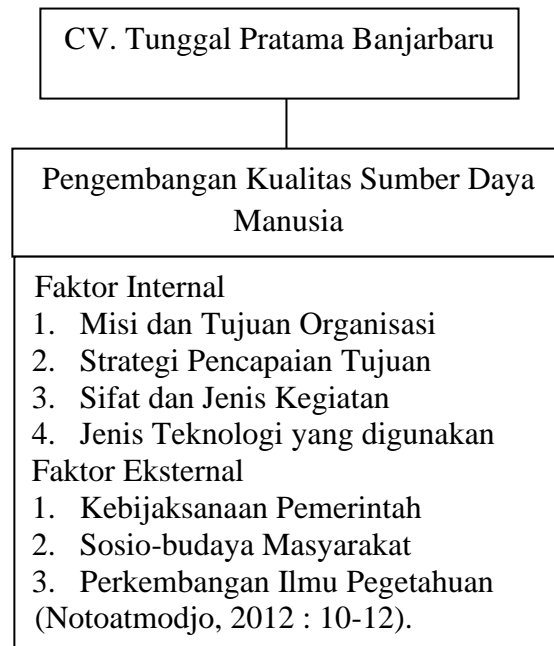 CV. Tunggal Pratama Banjarbaru
Pengembangan Kualitas Sumber Daya
Manusia
Faktor Internal
1. Misi dan Tujuan Organisasi
2. Strategi Pencapaian Tujuan
3. Sifat dan Jenis Kegiatan
4. Jenis Teknologi yang digunakan
Faktor Eksternal
1. Kebijaksanaan Pemerintah
2. Sosio-budaya Masyarakat
3. Perkembangan Ilmu Pegetahuan
(Notoatmodjo, 2012 : 10-12).